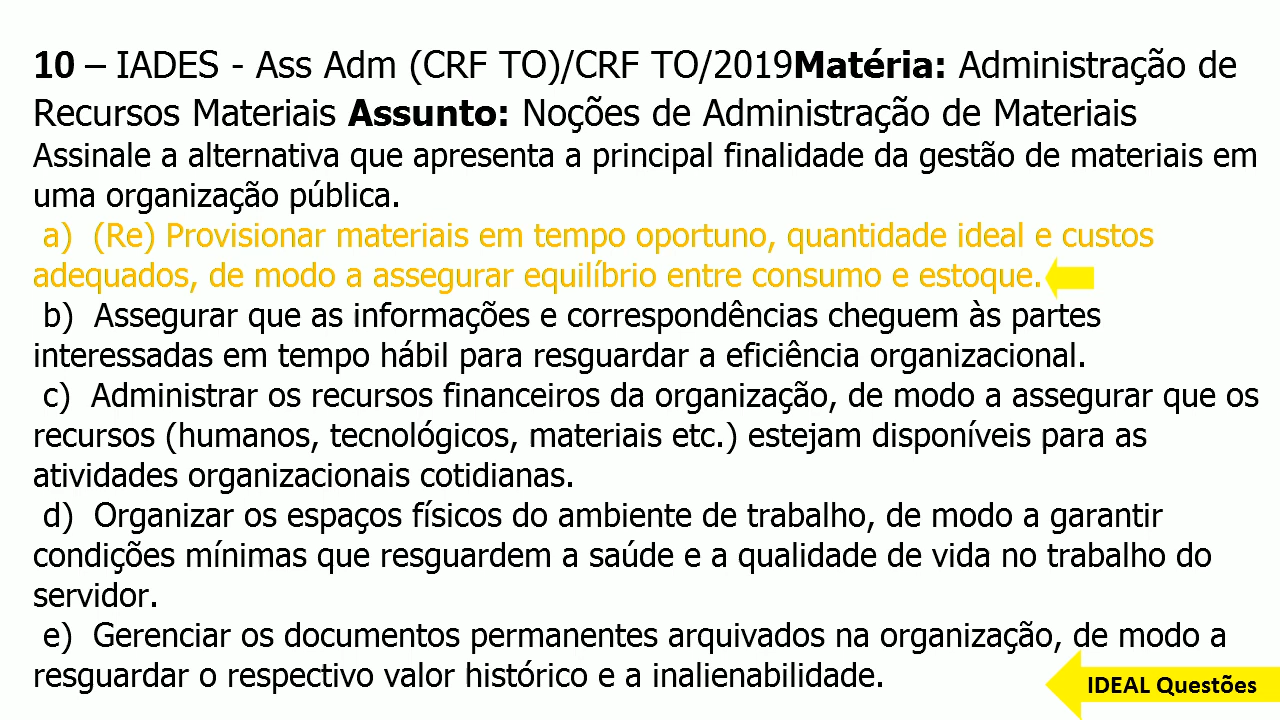 10 – IADES - Ass Adm (CRF TO)/CRF TO/2019Matéria: Administração de
Recursos Materiais Assunto: Noções de Administração de Materiais
Assinale a alternativa que apresenta a principal finalidade da gestão de materiais em
uma organização pública.
a) (Re) Provisionar materiais em tempo oportuno, quantidade ideal e custos
adequados, de modo a assegurar equilíbrio entre consumo e estoque.
b) Assegurar que as informações e correspondências cheguem às partes
interessadas em tempo hábil para resguardar a eficiência organizacional.
c) Administrar os recursos financeiros da organização, de modo a assegurar que os
recursos (humanos, tecnológicos, materiais etc.) estejam disponíveis para as
atividades organizacionais cotidianas.
d) Organizar os espaços físicos do ambiente de trabalho, de modo a garantir
condições mínimas que resguardem a saúde e a qualidade de vida no trabalho do
servidor.
e) Gerenciar os documentos permanentes arquivados na organização, de modo a
resguardar o respectivo valor histórico e a inalienabilidade.
IDEAL Questões